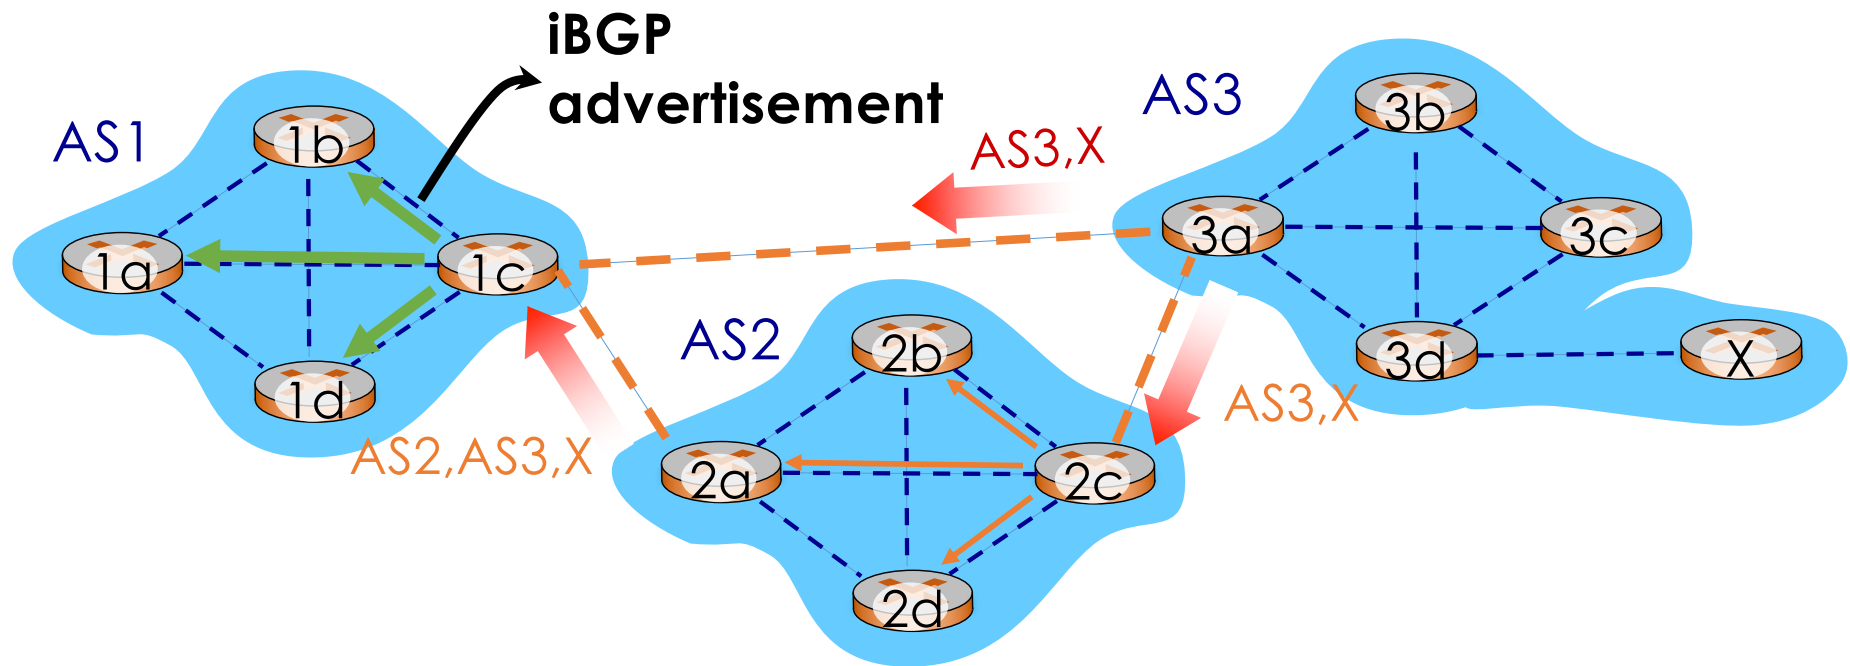 iBGP
advertisement
AS1
1b
1a
1c
1d
AS3,X
AS3
3b
3a
3c
3d
X
AS3,X
AS2,AS3,X
AS2
2b
2a
2c
2d